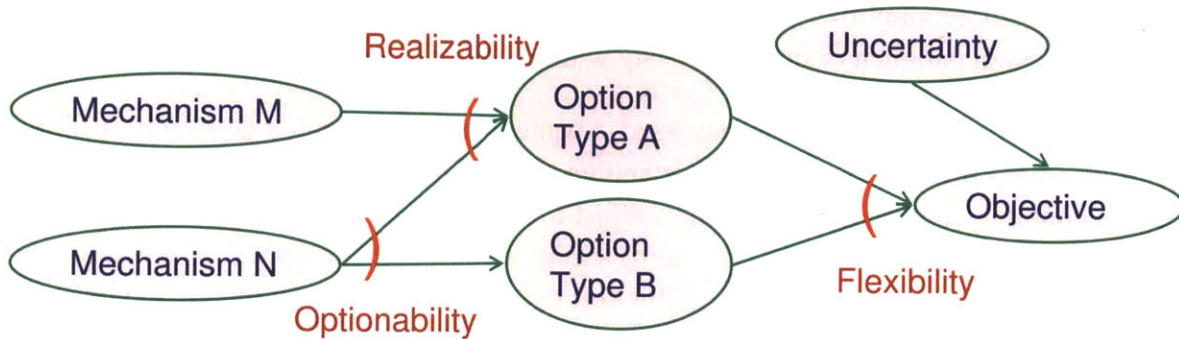 Realizability
Uncertainty
Mechanism M
Option
Type A
Objective
Mechanism N
Option
Type B
Flexibility
Optionability